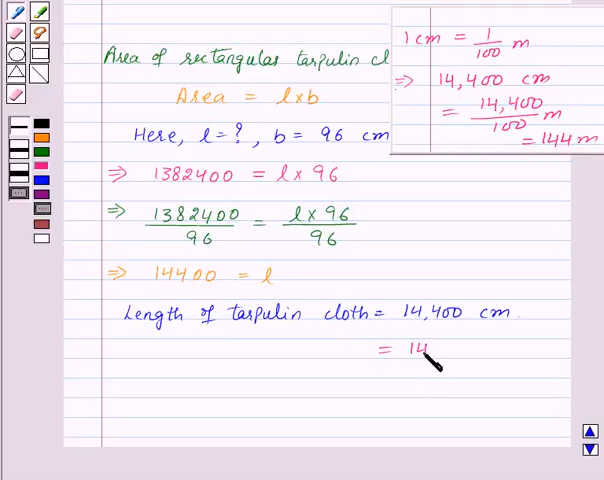 Area of rectangular tarpulin cl
Area = l×b
Here, l = ? , b = 96 cm
⇒ 1382400 = l × 96
⇒ 1382400/96 = l × 96/96
⇒ 14400 = l
Length of tarpulin cloth = 14,400 cm.
= 14
1 cm = 1/100 m
⇒ 14,400 cm
= 14,400/100 m
= 144 m